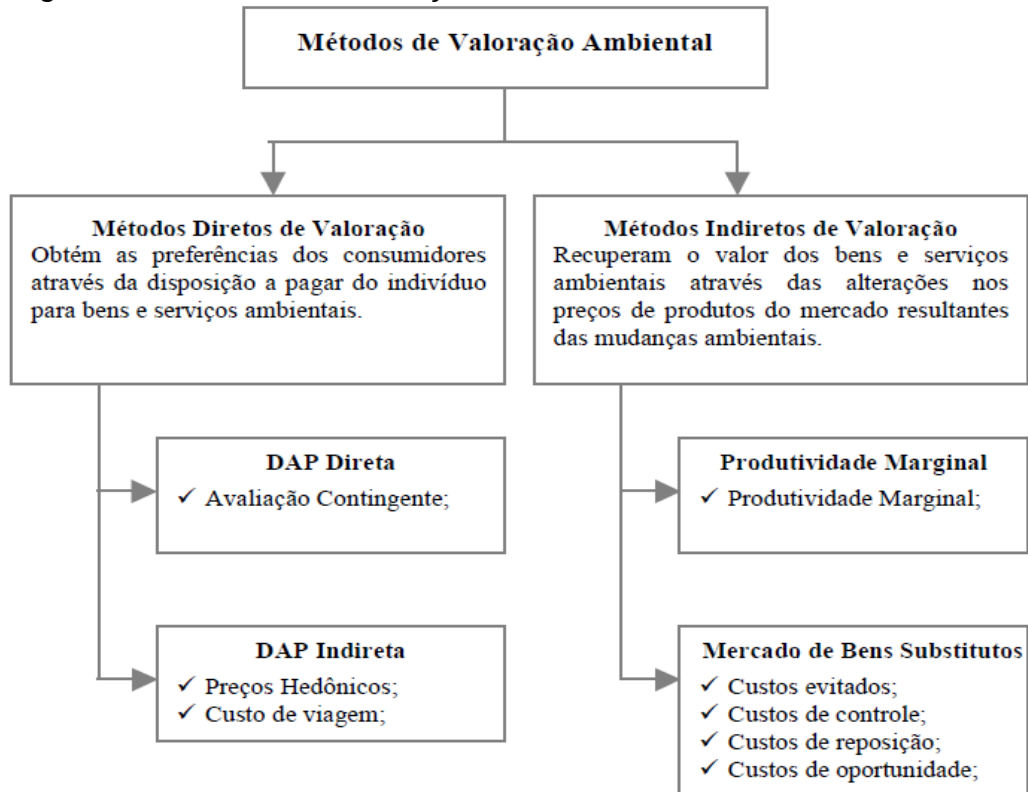 Métodos de Valoração Ambiental
Métodos Diretos de Valoração
Obtém as preferências dos consumidores
através da disposição a pagar do indivíduo
para bens e serviços ambientais.
Métodos Indiretos de Valoração
Recuperam o valor dos bens e serviços
ambientais através das alterações nos
preços de produtos do mercado resultantes
das mudanças ambientais.
DAP Direta
✓ Avaliação Contingente;
Produtividade Marginal
✓ Produtividade Marginal;
DAP Indireta
✓ Preços Hedônicos;
✓ Custo de viagem;
Mercado de Bens Substitutos
✓ Custos evitados;
✓ Custos de controle;
✓ Custos de reposição;
✓ Custos de oportunidade;